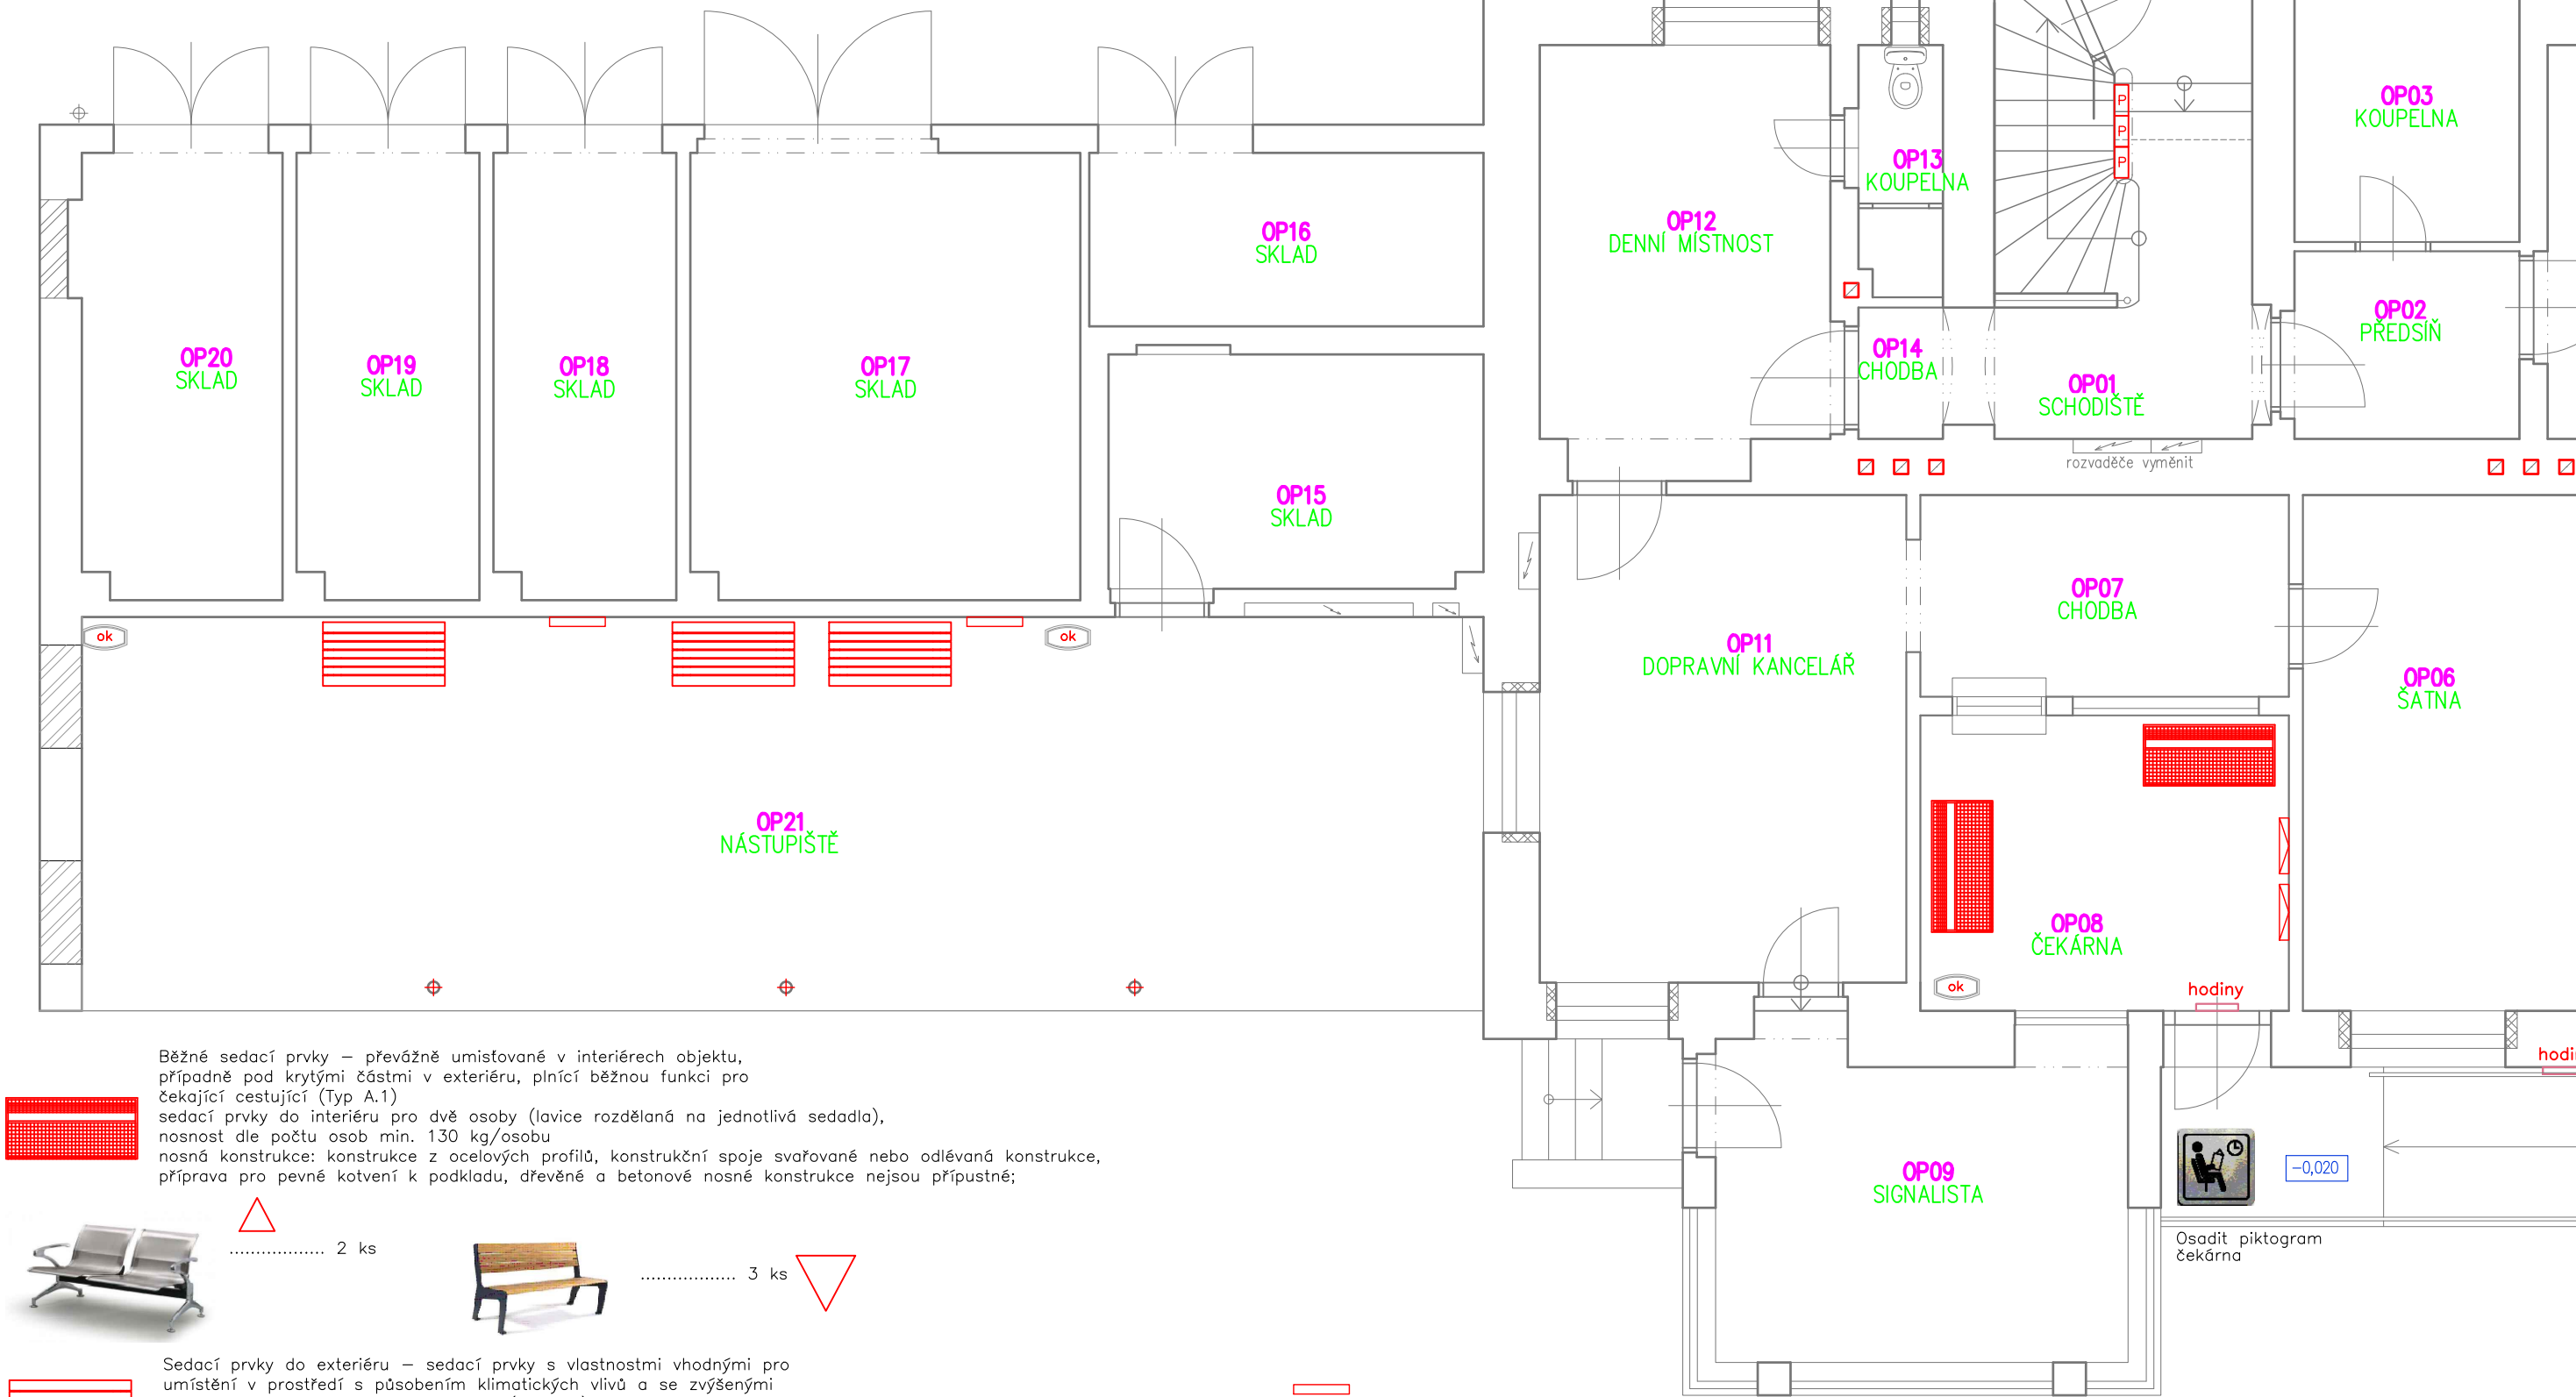 OP03
KOUPELNA
P
P
P
OP13
KOUPELNA
OP12
DENNÍ MÍSTNOST
OP16
SKLAD
OP02
PŘEDSÍŇ
OP20
SKLAD
OP19
SKLAD
OP18
SKLAD
OP17
SKLAD
OP14
CHODBA
OP01
SCHODIŠTĚ
rozvaděče vyměnit
OP15
SKLAD
OP07
CHODBA
ok
ok
OP11
DOPRAVNÍ KANCELÁŘ
OP06
ŠATNA
OP21
NÁSTUPIŠTĚ
OP08
ČEKÁRNA
ok
hodiny
Běžné sedací prvky – převážně umisťované v interiérech objektu,
případně pod krytými částmi v exteriéru, plnící běžnou funkci pro
čekající cestující (Typ A.1)
sedací prvky do interiéru pro dvě osoby (lavice rozdělaná na jednotlivá sedadla),
nosnost dle počtu osob min. 130 kg/osobu
nosná konstrukce: konstrukce z ocelových profilů, konstrukční spoje svařované nebo odlévaná konstrukce,
příprava pro pevné kotvení k podkladu, dřevěné a betonové nosné konstrukce nejsou přípustné;
.................. 2 ks
.................. 3 ks
OP09
SIGNALISTA
-0,020
Osadit piktogram
čekárna
Sedací prvky do exteriéru – sedací prvky s vlastnostmi vhodnými pro
umístění v prostředí s působením klimatických vlivů a se zvýšenými